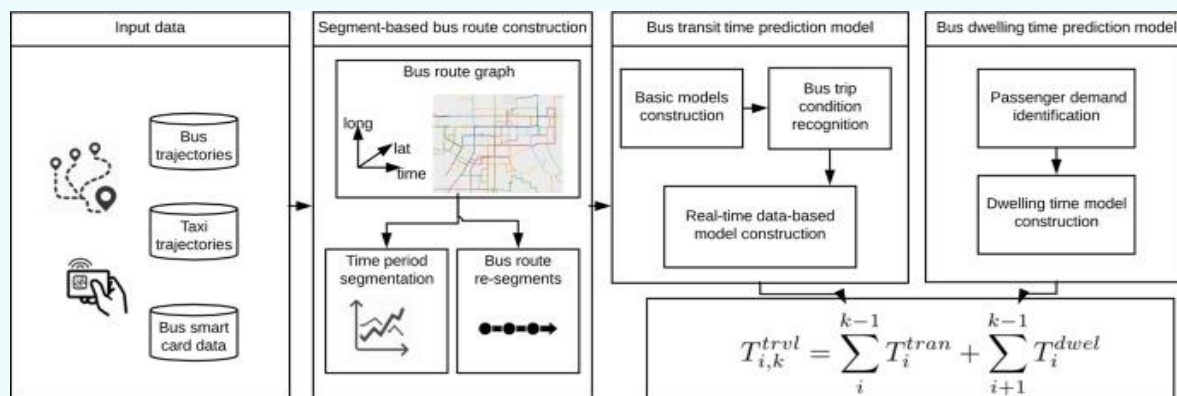 Input data
Bus
trajectories
Taxi
trajectories
Bus smart
card data
Segment-based bus route construction
Bus route graph
long
lat
time
Time period
segmentation
Bus route
re-segments
Bus transit time prediction model
Basic models
construction
Bus trip
condition
recognition
Real-time data-based
model construction
Bus dwelling time prediction model
Passenger demand
identification
Dwelling time model
construction
T_{i,k}^{trvl} = \sum_{i}^{k-1} T_i^{tran} + \sum_{i+1}^{k-1} T_i^{dwel}